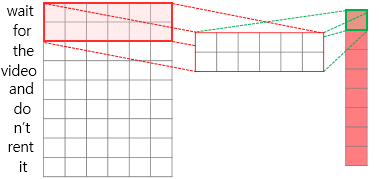 wait
for
the
video
and
do
n't
rent
it